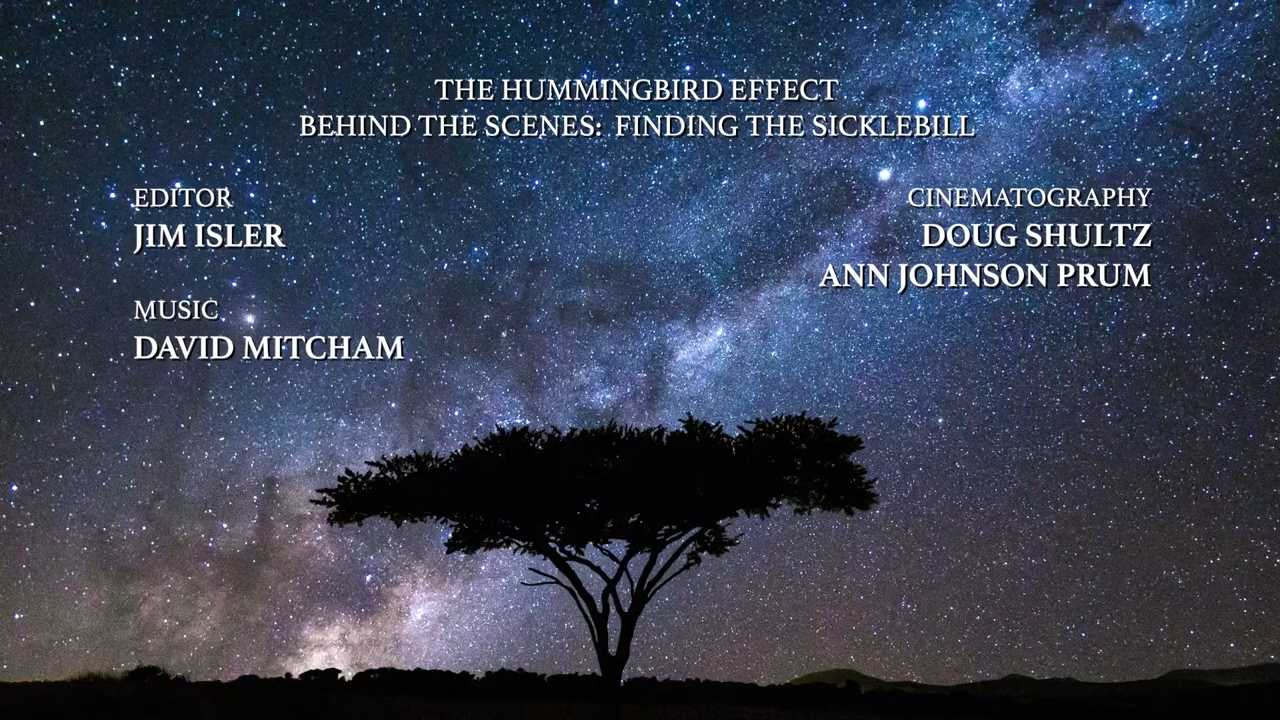 THE HUMMINGBIRD EFFECT
BEHIND THE SCENES: FINDING THE SICKLEBILL
EDITOR
JIM ISLER
MUSIC
DAVID MITCHAM
CINEMATOGRAPHY
DOUG SHULTZ
ANN JOHNSON PRUM